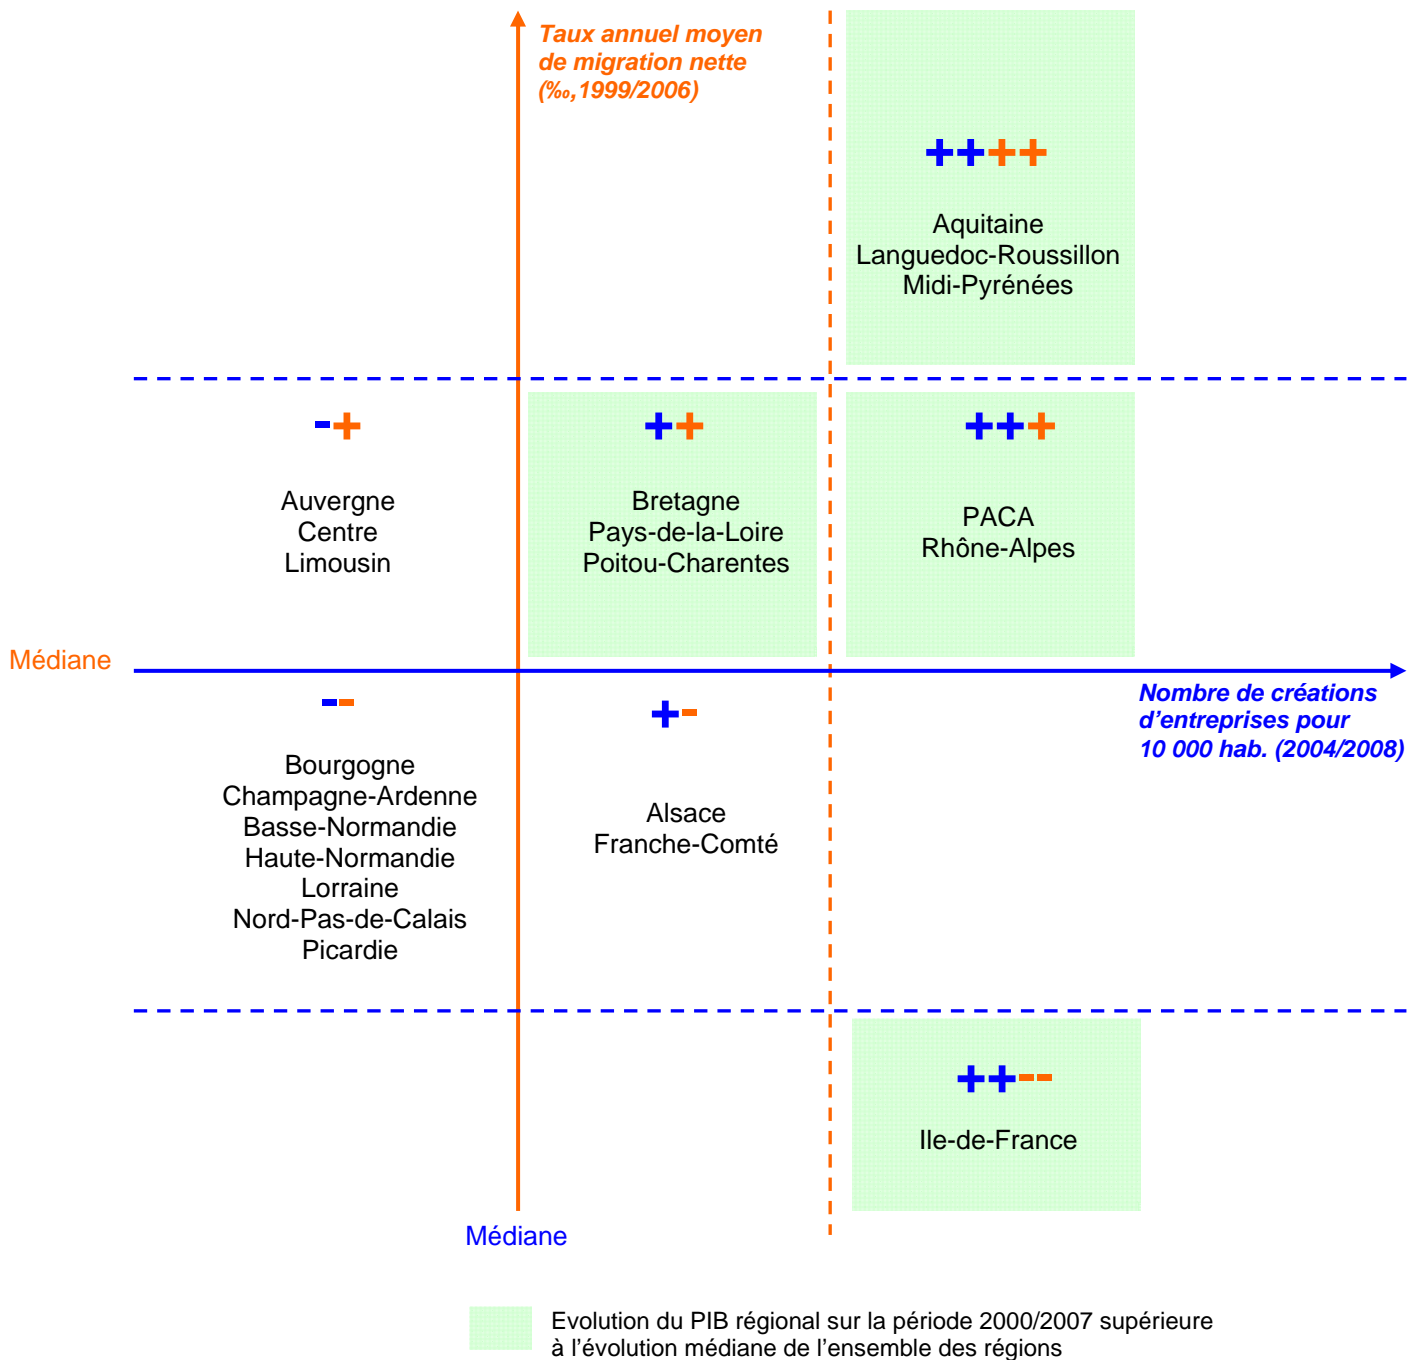 Taux annuel moyen
de migration nette
(‰,1999/2006)
++++
Aquitaine
Languedoc-Roussillon
Midi-Pyrénées
-+
Auvergne
Centre
Limousin
++
Bretagne
Pays-de-la-Loire
Poitou-Charentes
+++
PACA
Rhône-Alpes
Médiane
Nombre de créations
d’entreprises pour
10 000 hab. (2004/2008)
--
Bourgogne
Champagne-Ardenne
Basse-Normandie
Haute-Normandie
Lorraine
Nord-Pas-de-Calais
Picardie
+-
Alsace
Franche-Comté
++--
Ile-de-France
Médiane
Evolution du PIB régional sur la période 2000/2007 supérieure
à l’évolution médiane de l’ensemble des régions